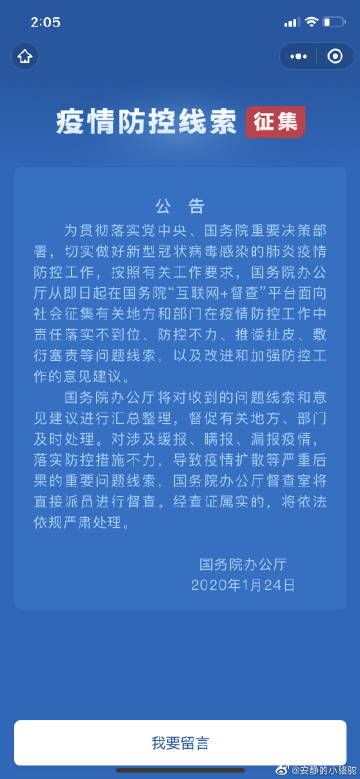 2:05
疫情防控线索 征集
公 告
为贯彻落实党中央、国务院重要决策部
署，切实做好新型冠状病毒感染的肺炎疫情
防控工作，按照有关工作要求，国务院办公
厅从即日起在国务院“互联网+督查”平台面向
社会征集有关地方和部门在疫情防控工作中
责任落实不到位、防控不力、推诿扯皮、敷
衍塞责等问题线索，以及改进和加强防控工
作的意见建议。
国务院办公厅将对收到的问题线索和意
见建议进行汇总整理，督促有关地方、部门
及时处理。对涉及缓报、瞒报、漏报疫情，
落实防控措施不力，导致疫情扩散等严重后
果的重要问题线索，国务院办公厅督查室将
直接派员进行督查。经查证属实的，将依法
依规严肃处理。
国务院办公厅
2020年1月24日
我要留言
@安静的小骆驼